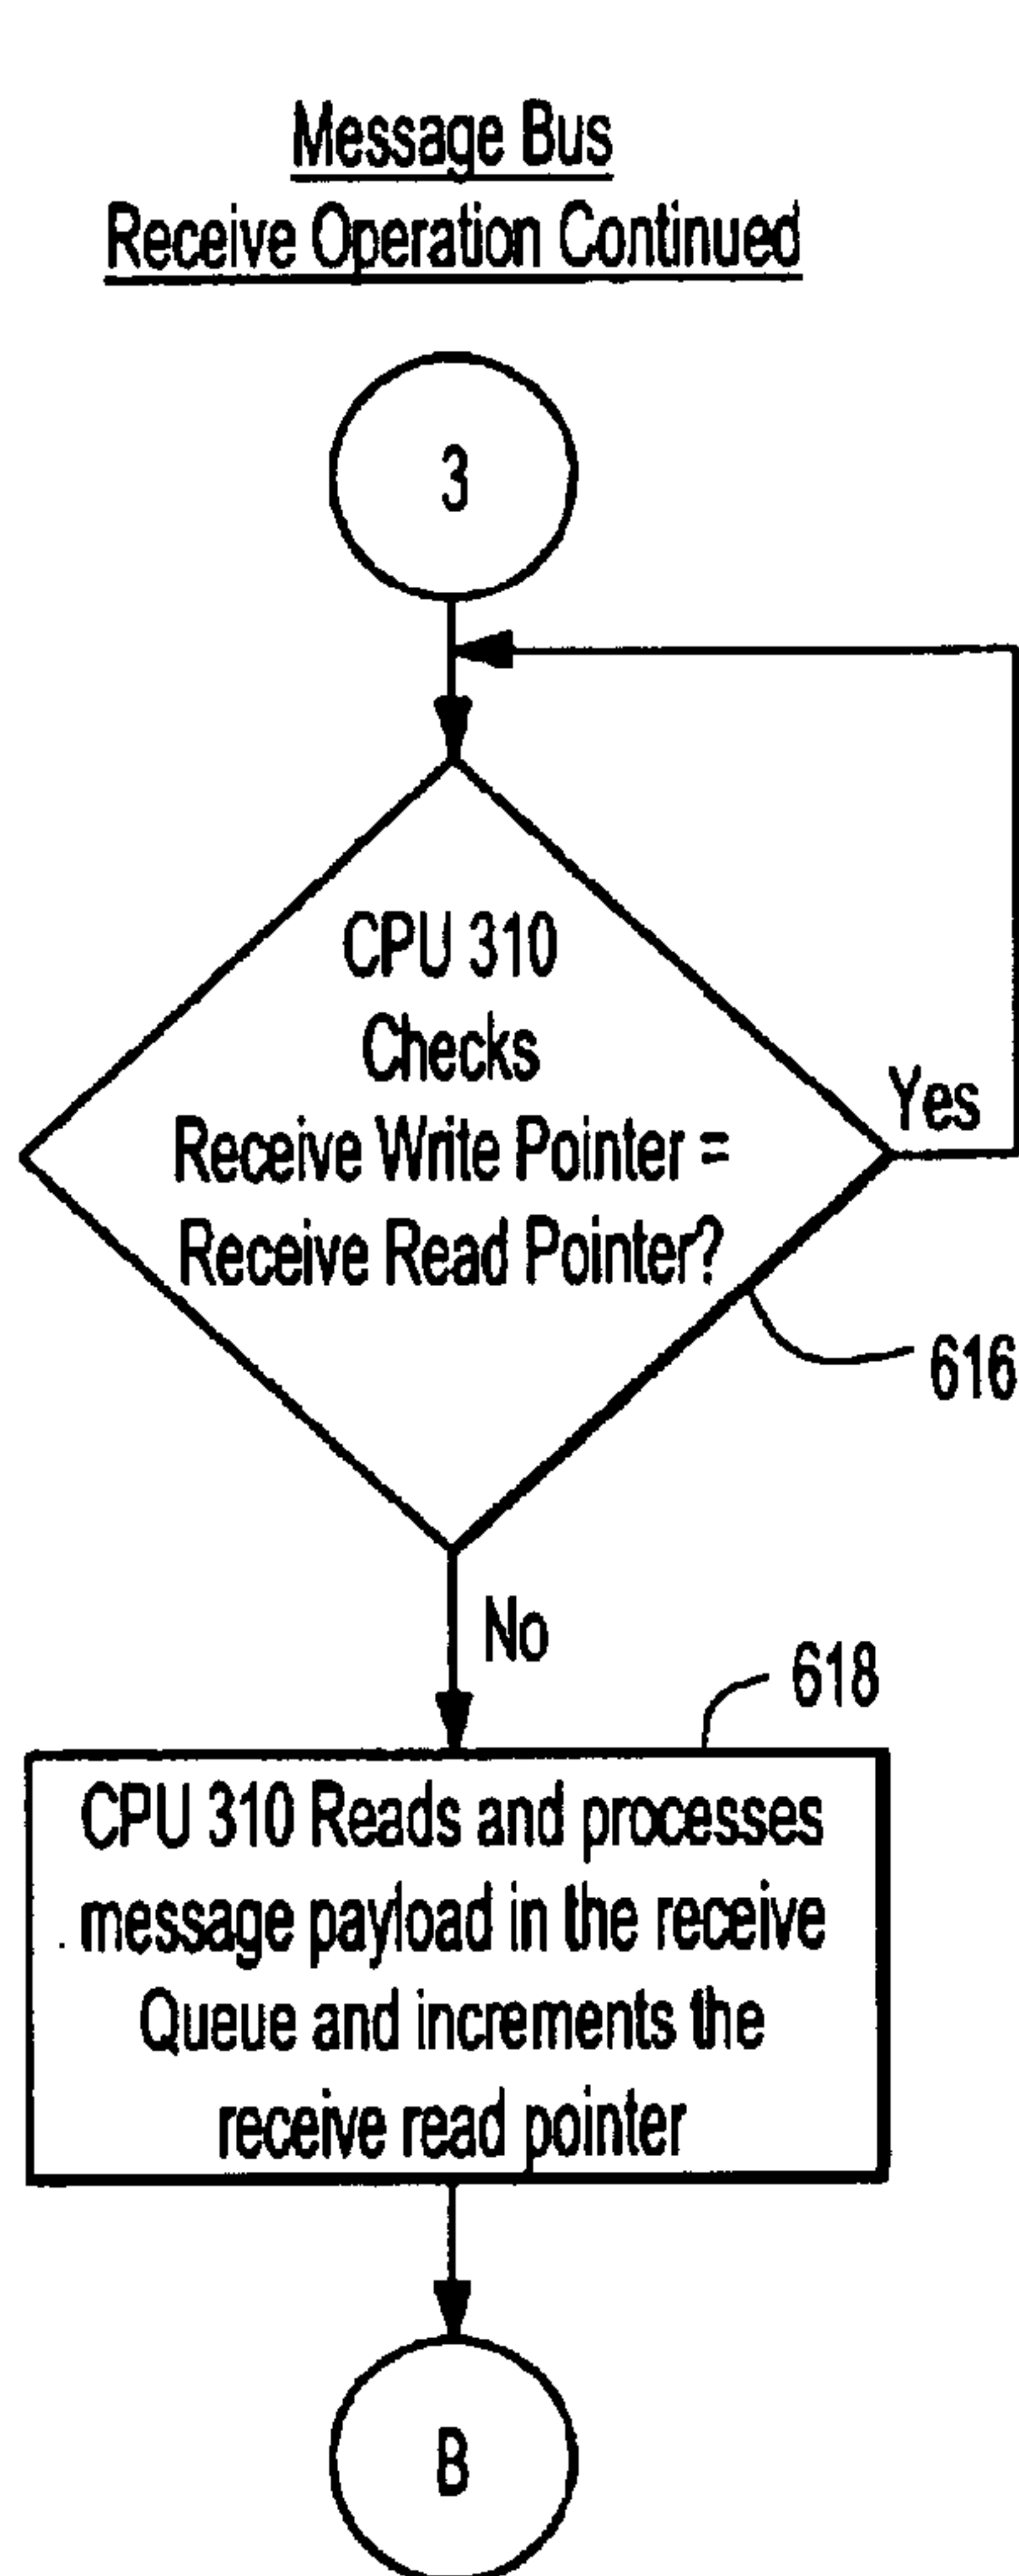 Message Bus
Receive Operation Continued
3
CPU 310
Checks
Receive Write Pointer =
Receive Read Pointer?
Yes
616
No
618
CPU 310 Reads and processes
message payload in the receive
Queue and increments the
receive read pointer
B